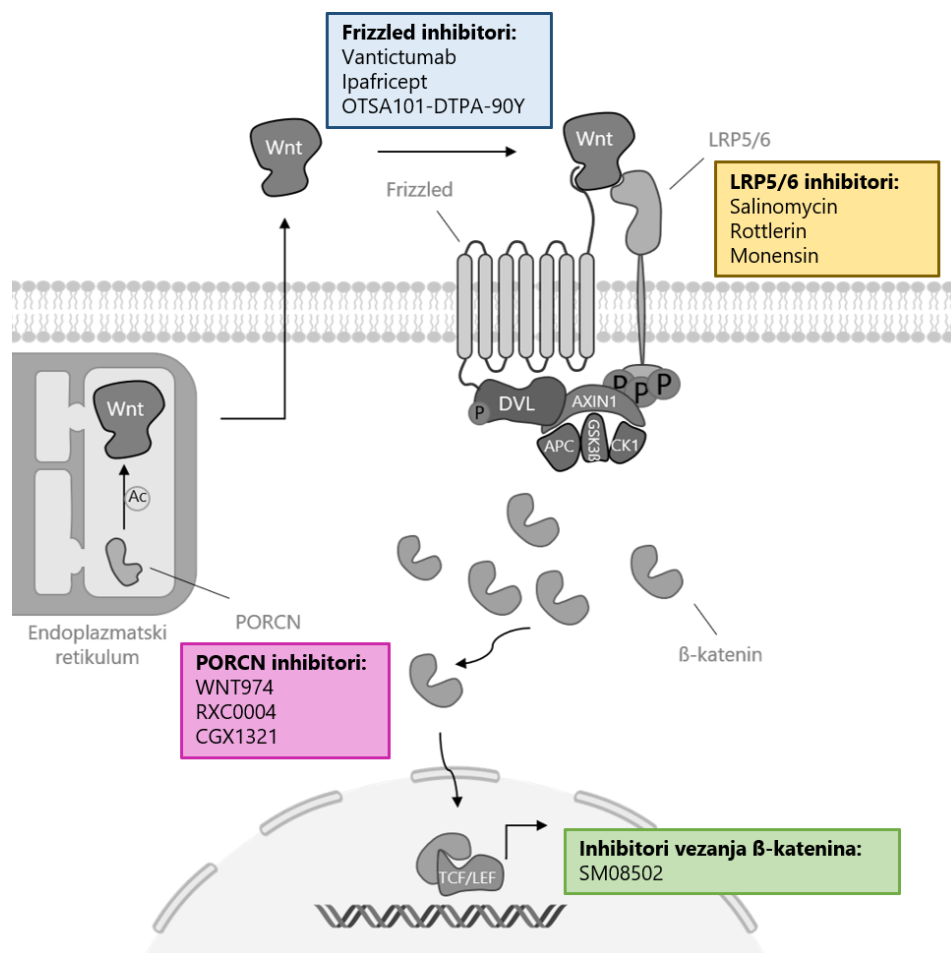 Frizzled inhibitori:
Vantictumab
Ipafricept
OTSA101-DTPA-90Y
Wnt
Wnt
LRP5/6
Frizzled
LRP5/6 inhibitori:
Salinomycin
Rottlerin
Monensin
Wnt
Ac
P
DVL
AXIN1
P
P
P
APC
GSK3ß
CK1
PORCN
Endoplazmatski
retikulum
ß-katenin
PORCN inhibitori:
WNT974
RXC0004
CGX1321
TCF/LEF
Inhibitori vezanja ß-katenina:
SM08502